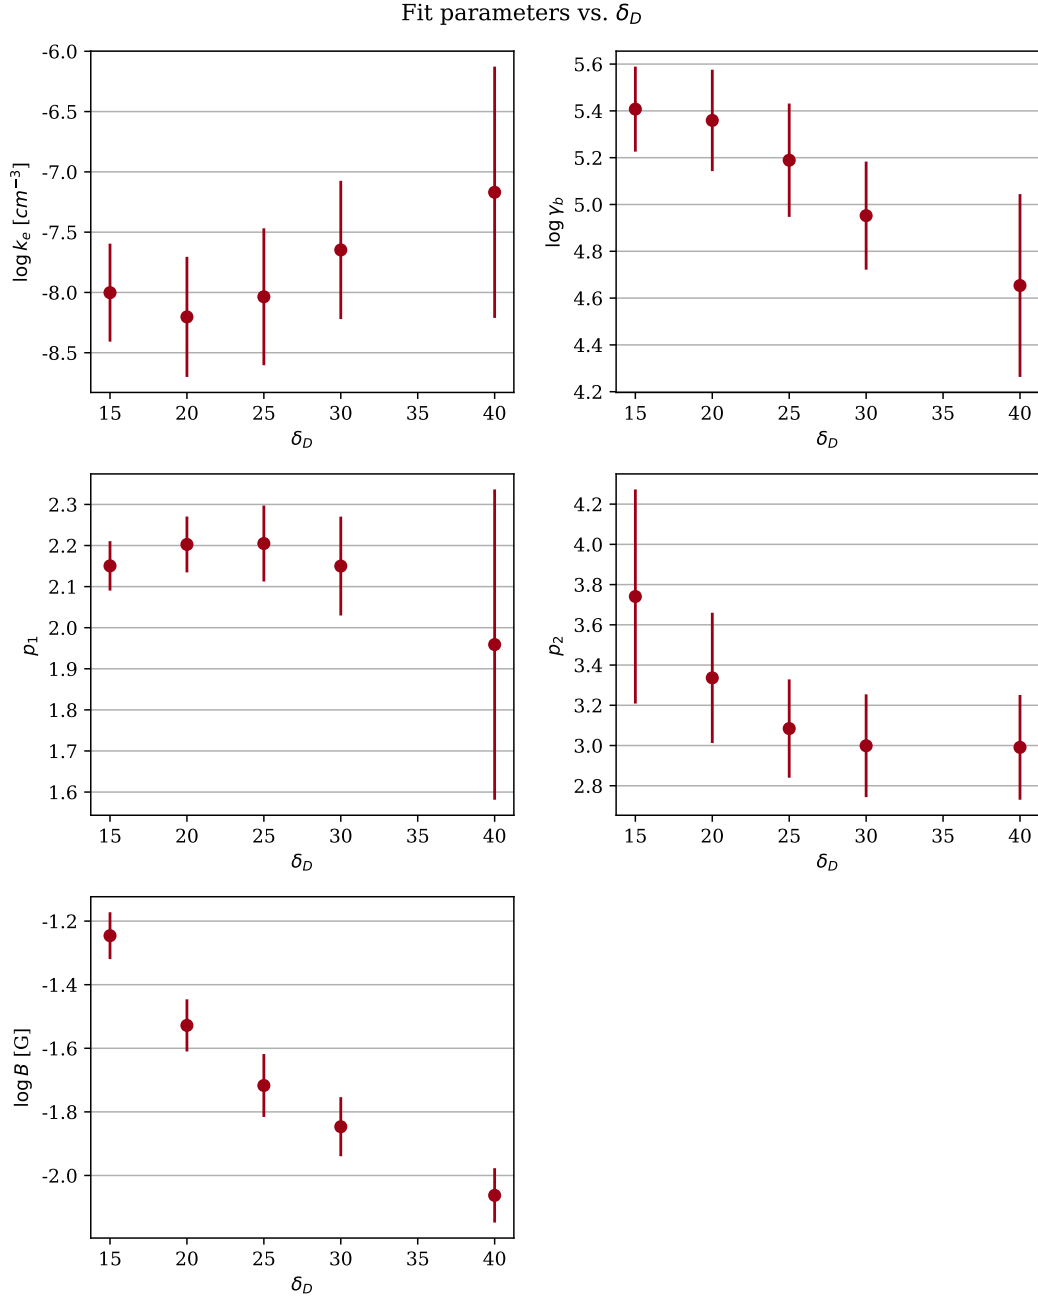 Fit parameters vs. δ_D
-6.0
-6.5
-7.0
-7.5
-8.0
-8.5
log k_e [cm^−3]
15 20 25 30 35 40
δ_D
5.6
5.4
5.2
5.0
4.8
4.6
4.4
4.2
log γ_b
15 20 25 30 35 40
δ_D
2.3
2.2
2.1
2.0
1.9
1.8
1.7
1.6
p_1
15 20 25 30 35 40
δ_D
4.2
4.0
3.8
3.6
3.4
3.2
3.0
2.8
p_2
15 20 25 30 35 40
δ_D
-1.2
-1.4
-1.6
-1.8
-2.0
log B [G]
15 20 25 30 35 40
δ_D